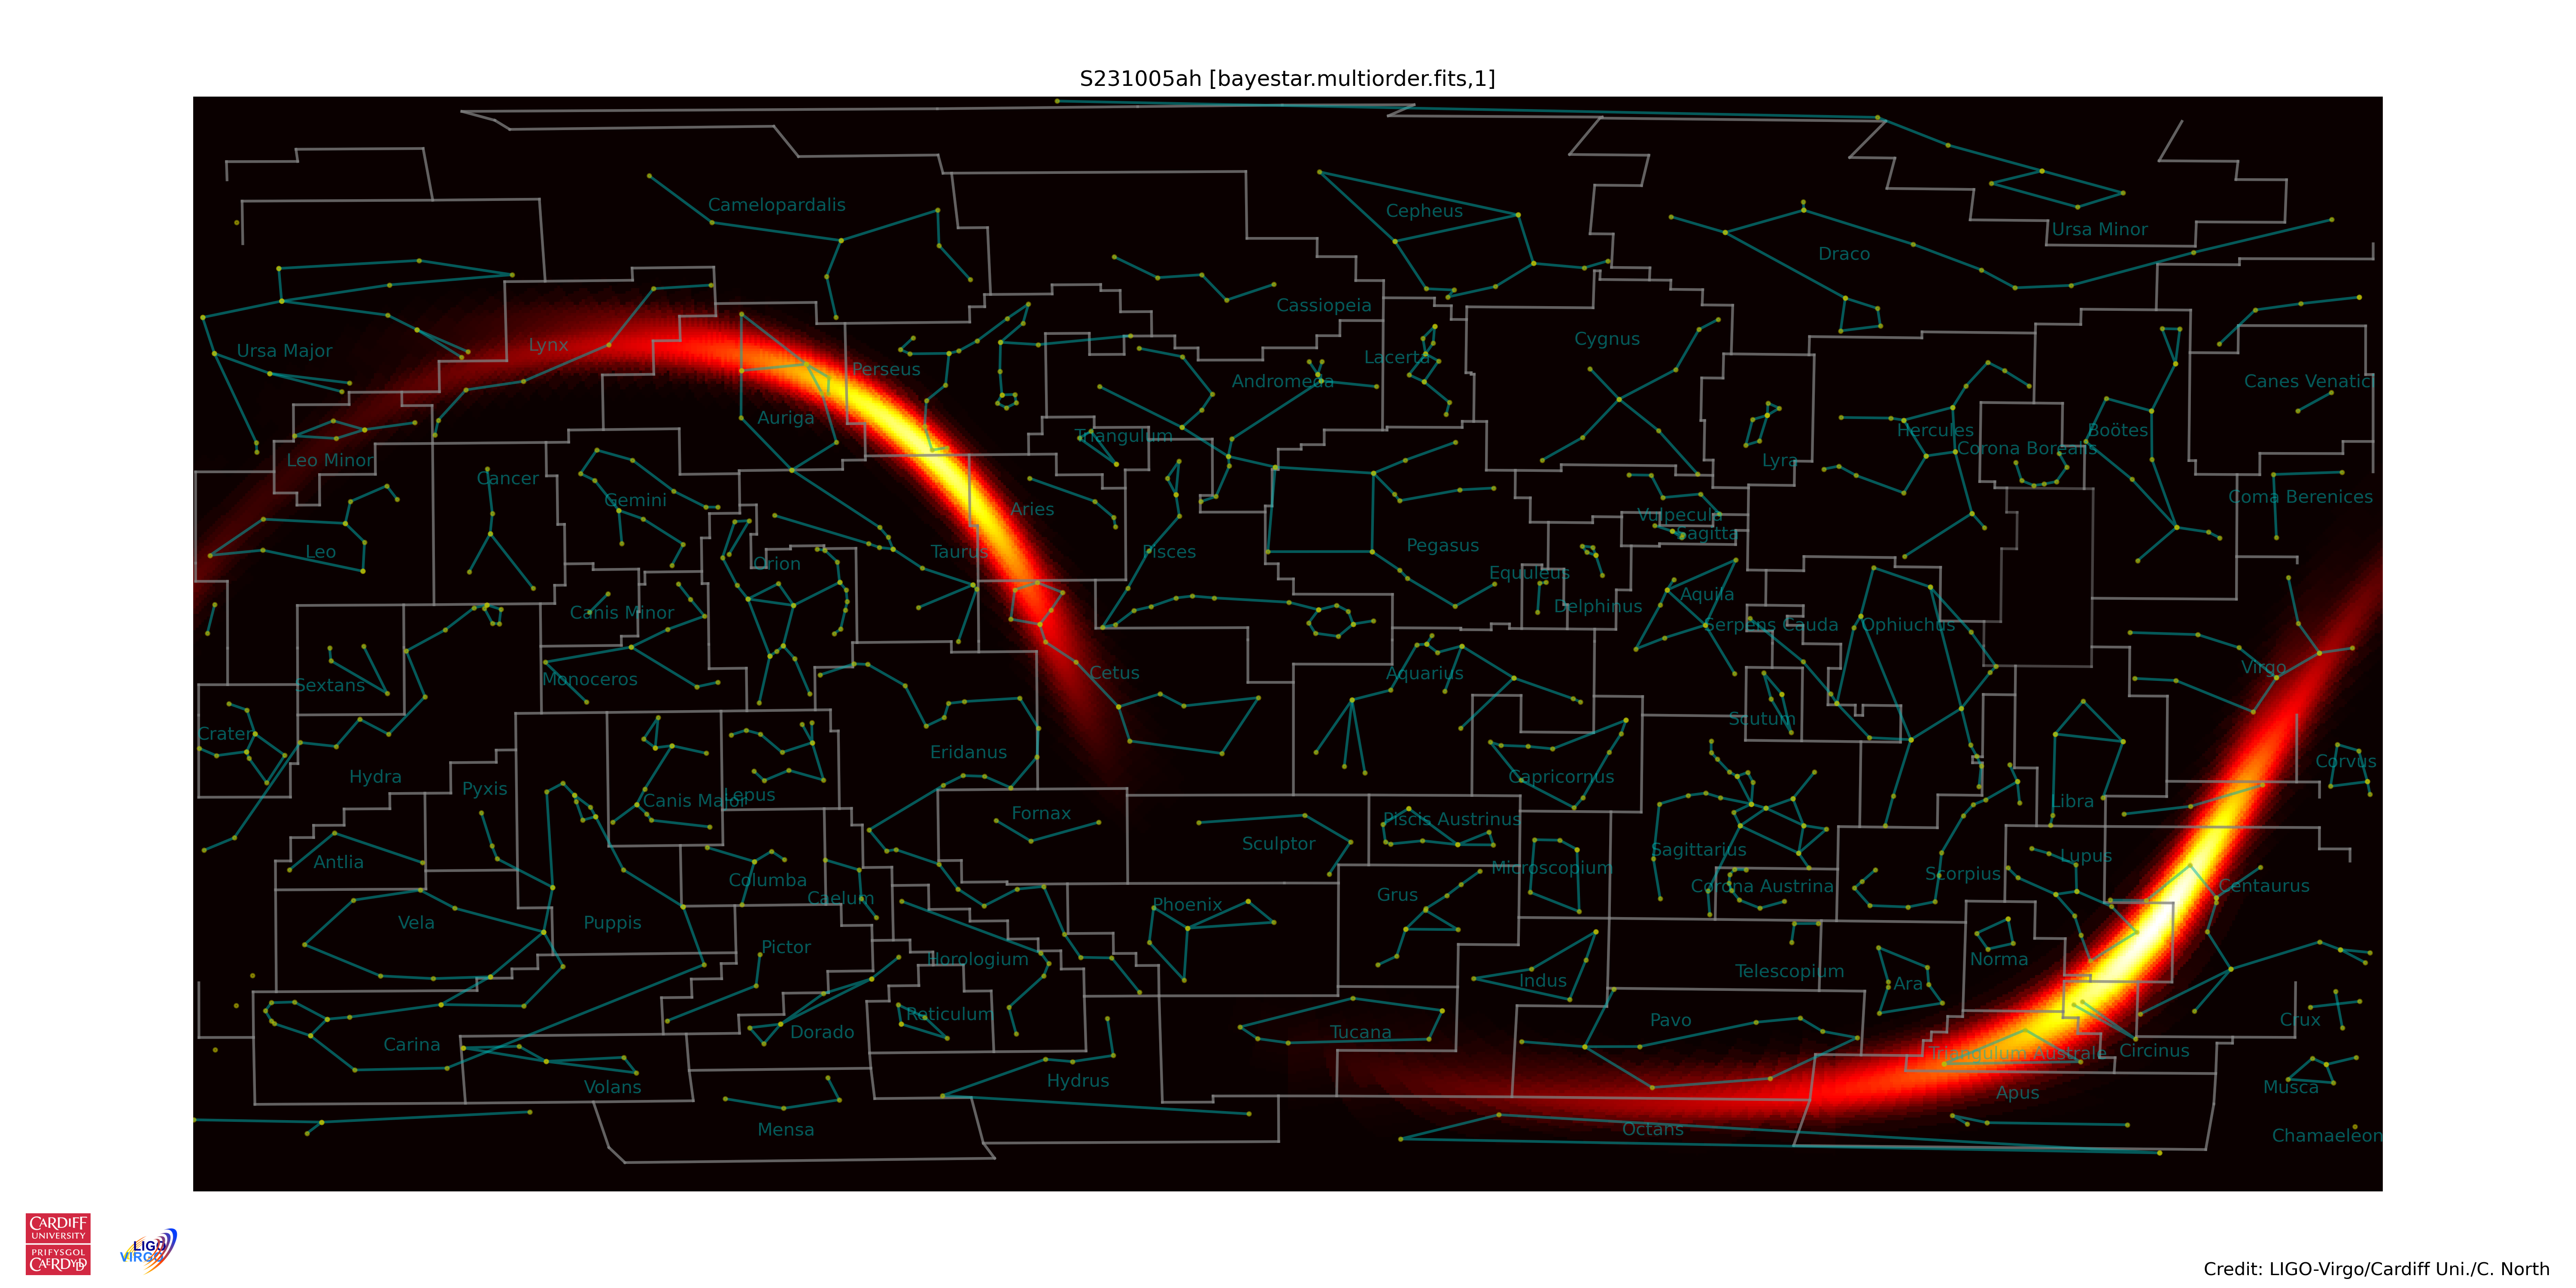 S231005ah [bayestar.multiorder.fits,1]
Camelopardalis
Cepheus
Ursa Minor
Draco
Cassiopeia
Cygnus
Lynx
Ursa Major
Lacerta
Perseus
Andromeda
Canes Venatici
Auriga
Hercules
Boötes
Triangulum
Corona Borealis
Leo Minor
Lyra
Cancer
Gemini
Coma Berenices
Aries
Vulpecula
Sagitta
Pegasus
Leo
Taurus
Pisces
Orion
Equuleus
Aquila
Delphinus
Canis Minor
Serpens Cauda
Ophiuchus
Virgo
Cetus
Aquarius
Monoceros
Sextans
Scutum
Crater
Eridanus
Corvus
Hydra
Capricornus
Pyxis
Lepus
Canis Major
Libra
Fornax
Piscis Austrinus
Sculptor
Sagittarius
Lupus
Antlia
Microscopium
Scorpius
Columba
Corona Austrina
Centaurus
Grus
Caelum
Phoenix
Vela
Puppis
Pictor
Horologium
Norma
Telescopium
Indus
Ara
Reticulum
Pavo
Crux
Dorado
Tucana
Carina
Circinus
Triangulum Australe
Hydrus
Volans
Musca
Apus
Mensa
Octans
Chamaeleon
CARDIFF
UNIVERSITY
PRIFYSGOL
CAERDYDD
LIGO
VIRGO
Credit: LIGO-Virgo/Cardiff Uni./C. North